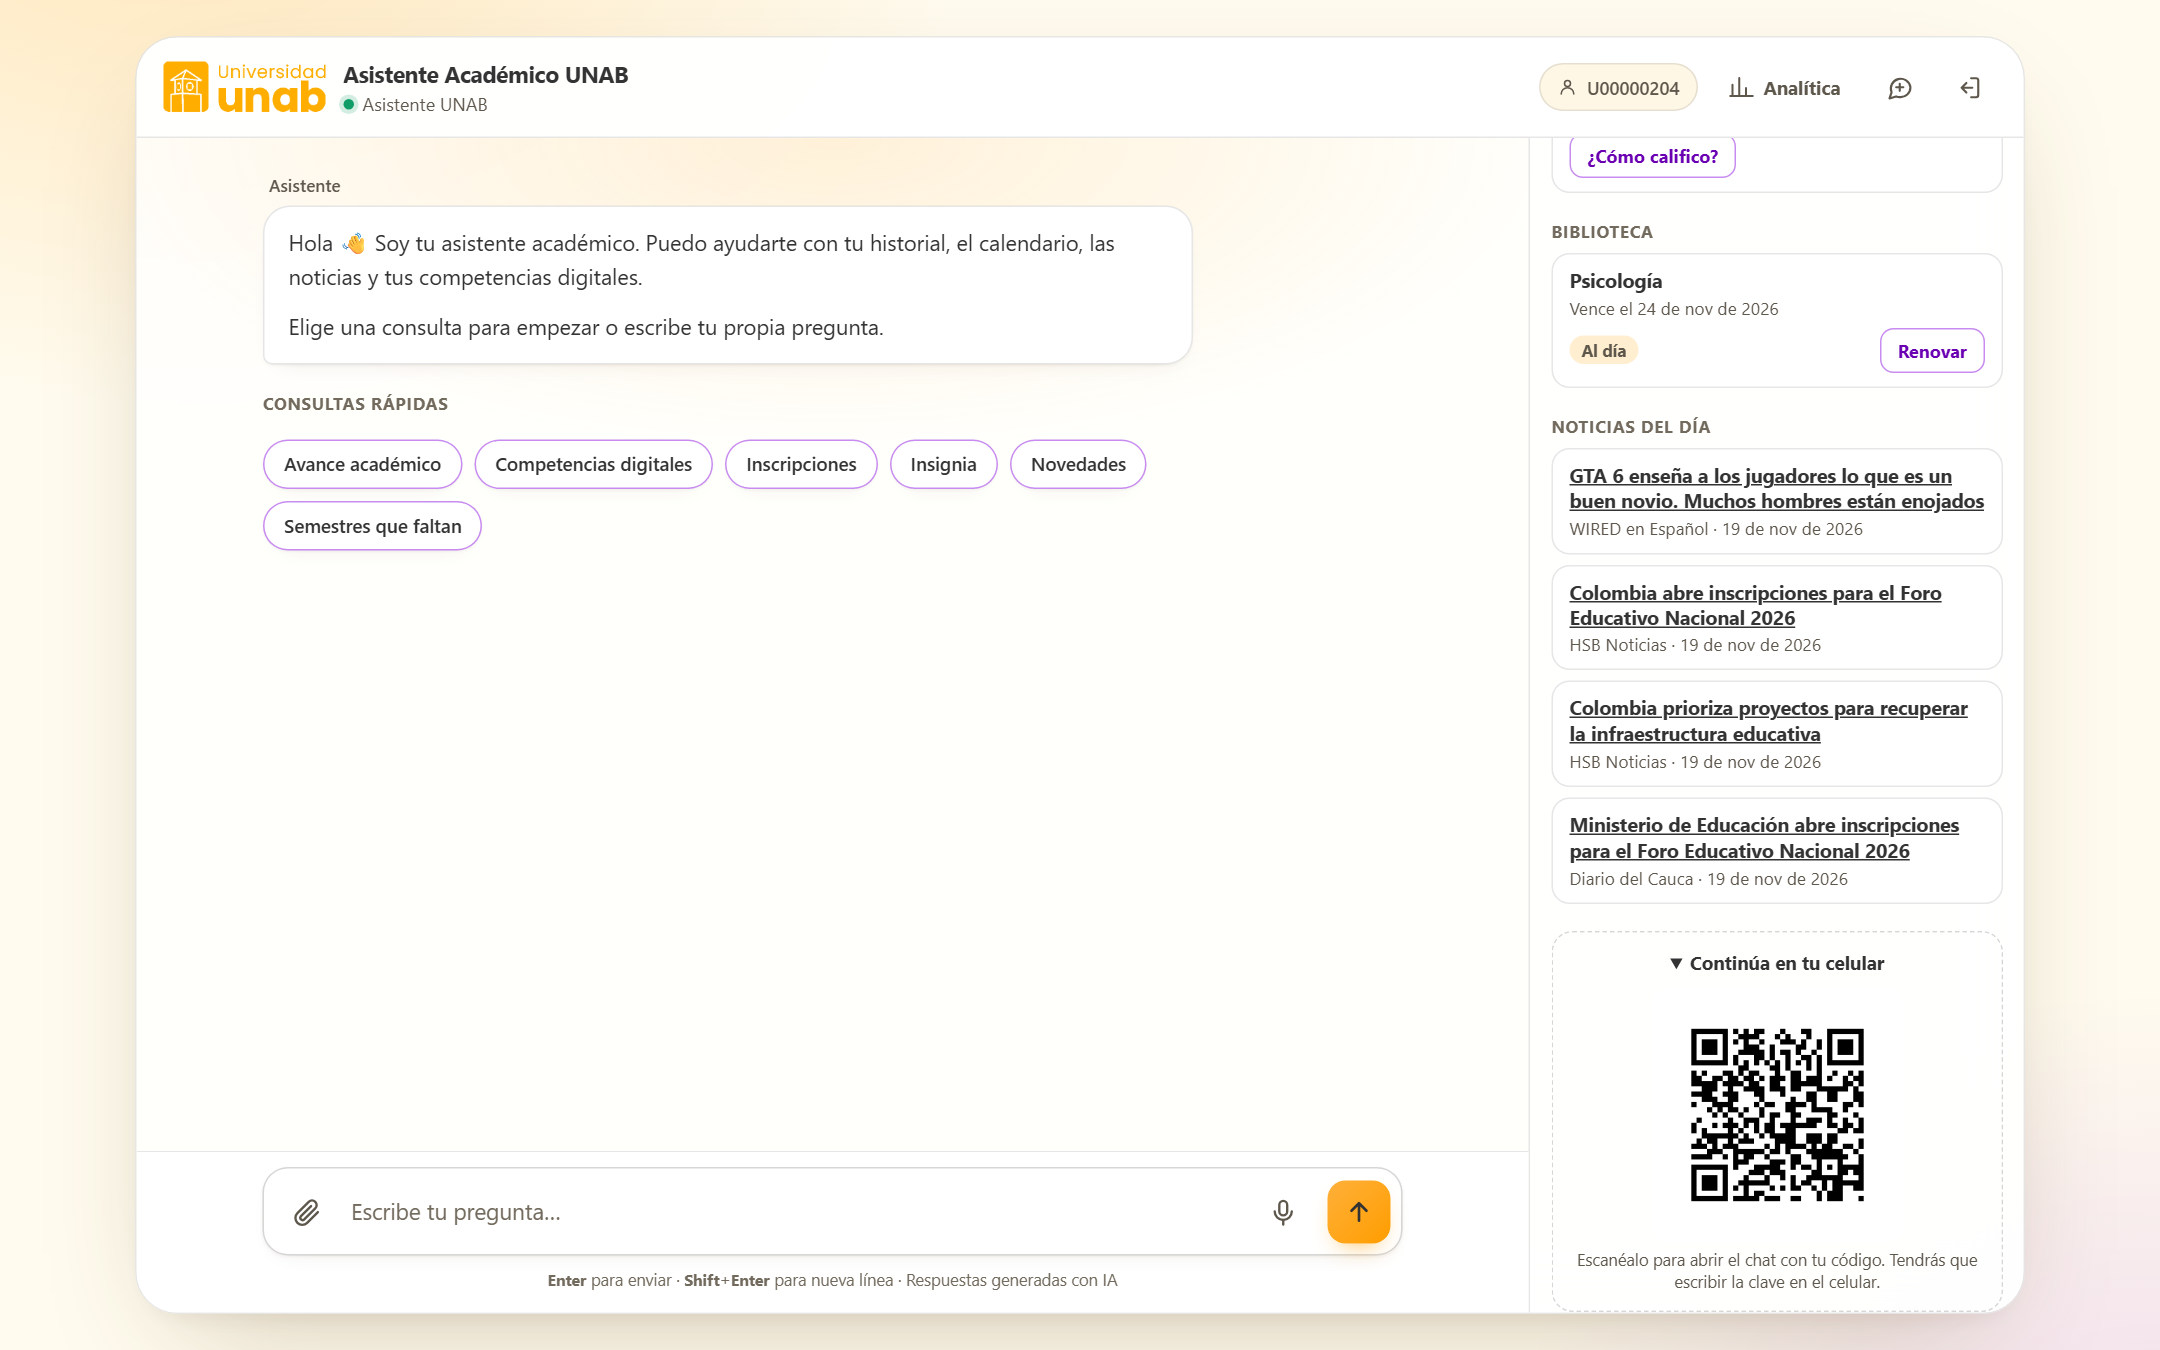 Universidad
unab
Asistente Académico UNAB
Asistente UNAB
U00000204
Analítica
Asistente
Hola 👋 Soy tu asistente académico. Puedo ayudarte con tu historial, el calendario, las
noticias y tus competencias digitales.
Elige una consulta para empezar o escribe tu propia pregunta.
CONSULTAS RÁPIDAS
Avance académico
Competencias digitales
Inscripciones
Insignia
Novedades
Semestres que faltan
Escribe tu pregunta...
Enter para enviar · Shift+Enter para nueva línea · Respuestas generadas con IA
¿Cómo califico?
BIBLIOTECA
Psicología
Vence el 24 de nov de 2026
Al día
Renovar
NOTICIAS DEL DÍA
GTA 6 enseña a los jugadores lo que es un
buen novio. Muchos hombres están enojados
WIRED en Español · 19 de nov de 2026
Colombia abre inscripciones para el Foro
Educativo Nacional 2026
HSB Noticias · 19 de nov de 2026
Colombia prioriza proyectos para recuperar
la infraestructura educativa
HSB Noticias · 19 de nov de 2026
Ministerio de Educación abre inscripciones
para el Foro Educativo Nacional 2026
Diario del Cauca · 19 de nov de 2026
▼ Continúa en tu celular
Escanéalo para abrir el chat con tu código. Tendrás que
escribir la clave en el celular.